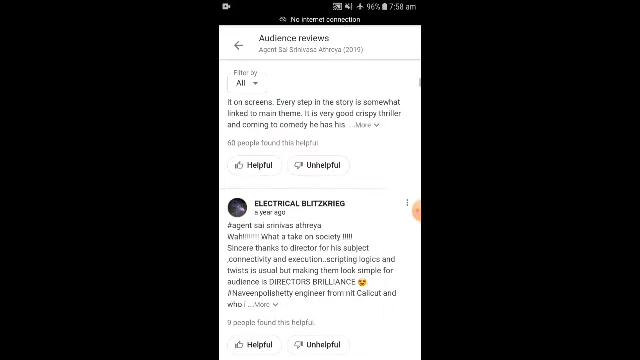 96% 7:58 am
No internet connection
Audience reviews
Agent Sai Srinivasa Athreya (2019)
Filter by
All
it on screens. Every step in the story is somewhat
linked to main theme. It is very good crispy thriller
and coming to comedy he has his ...More
60 people found this helpful.
Helpful Unhelpful
ELECTRICAL BLITZKRIEG
a year ago
#agent sai srinivas athreya
Wah!!!!!!!! What a take on society !!!!!
Sincere thanks to director for his subject
,connectivity and execution..scripting logics and
twists is usual but making them look simple for
audience is DIRECTORS BRILLIANCE 😍
#Naveenpolishetty engineer from nit Calicut and
who i ...More
9 people found this helpful.
Helpful Unhelpful